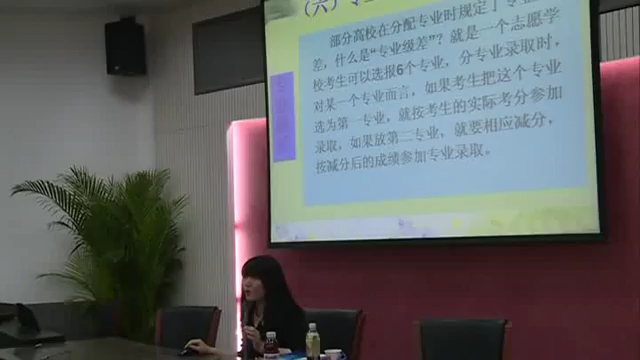 部分高校在分配专业时规定了专业级
差，什么是“专业级差”？就是一个志愿学
校考生可以选报6个专业，分专业录取时，
对某一个专业而言，如果考生把这个专业
选为第一专业，就按考生的实际考分参加
录取，如果放第二专业，就要相应减分，
按减分后的成绩参加专业录取。